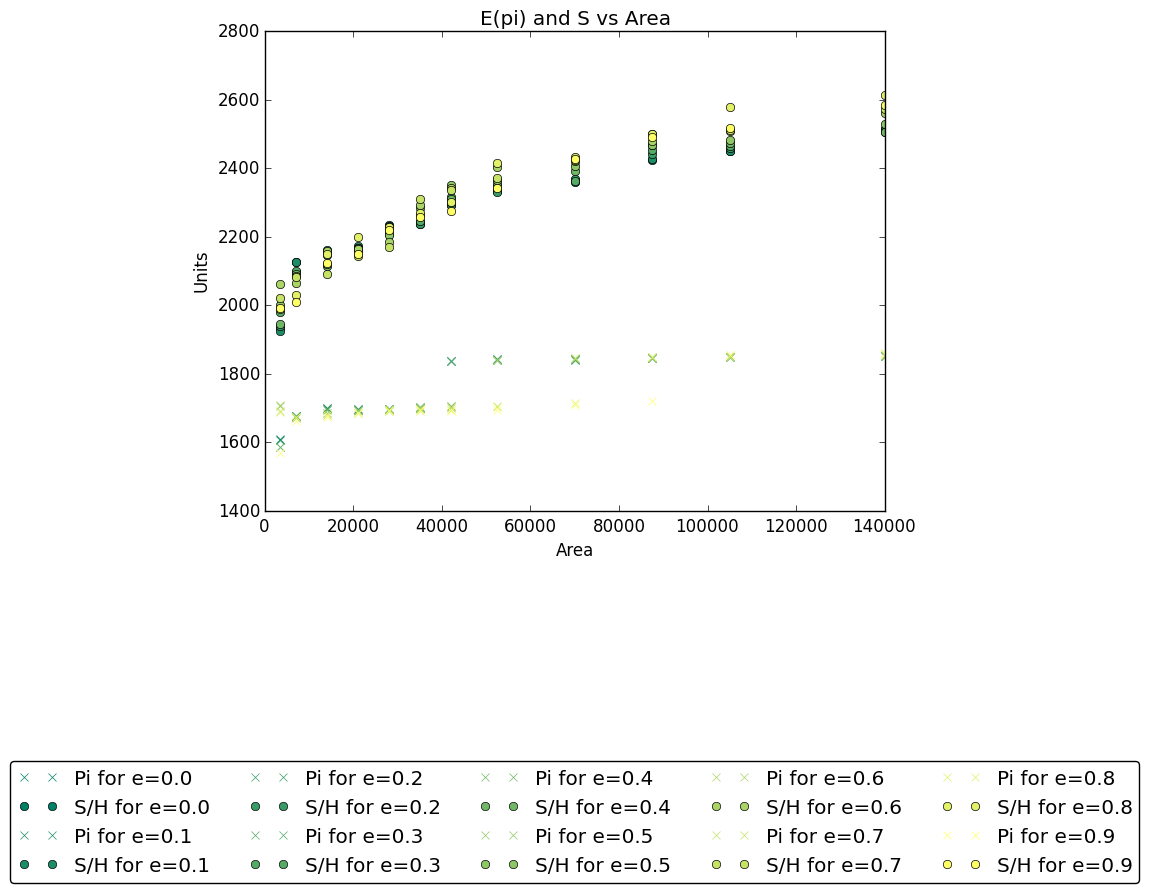 E(pi) and S vs Area
2800
2600
2400
2200
2000
1800
1600
1400
Units
0 20000 40000 60000 80000 100000 120000 140000
Area
Pi for e=0.0 Pi for e=0.2 Pi for e=0.4 Pi for e=0.6 Pi for e=0.8
S/H for e=0.0 S/H for e=0.2 S/H for e=0.4 S/H for e=0.6 S/H for e=0.8
Pi for e=0.1 Pi for e=0.3 Pi for e=0.5 Pi for e=0.7 Pi for e=0.9
S/H for e=0.1 S/H for e=0.3 S/H for e=0.5 S/H for e=0.7 S/H for e=0.9